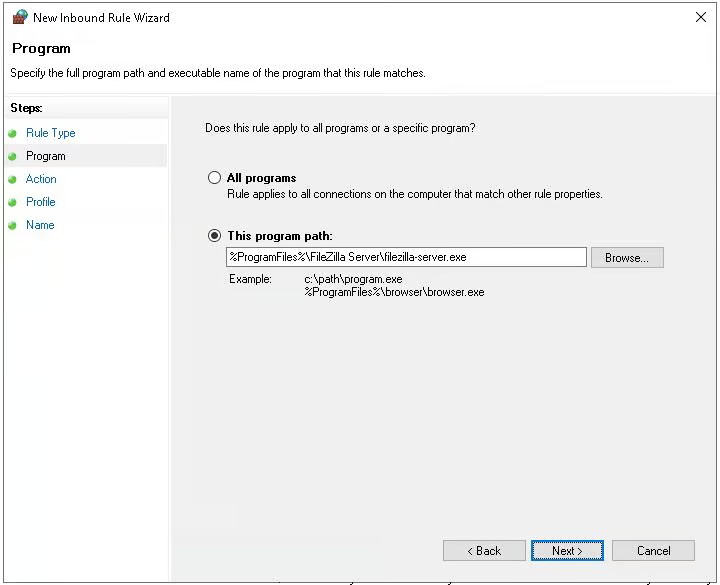 New Inbound Rule Wizard
Program
Specify the full program path and executable name of the program that this rule matches.
Steps:
Rule Type
Program
Action
Profile
Name
Does this rule apply to all programs or a specific program?
All programs
Rule applies to all connections on the computer that match other rule properties.
This program path:
%ProgramFiles%\FileZilla Server\filezilla-server.exe
Browse...
Example: c:\path\program.exe
%ProgramFiles%\browser\browser.exe
< Back Next > Cancel